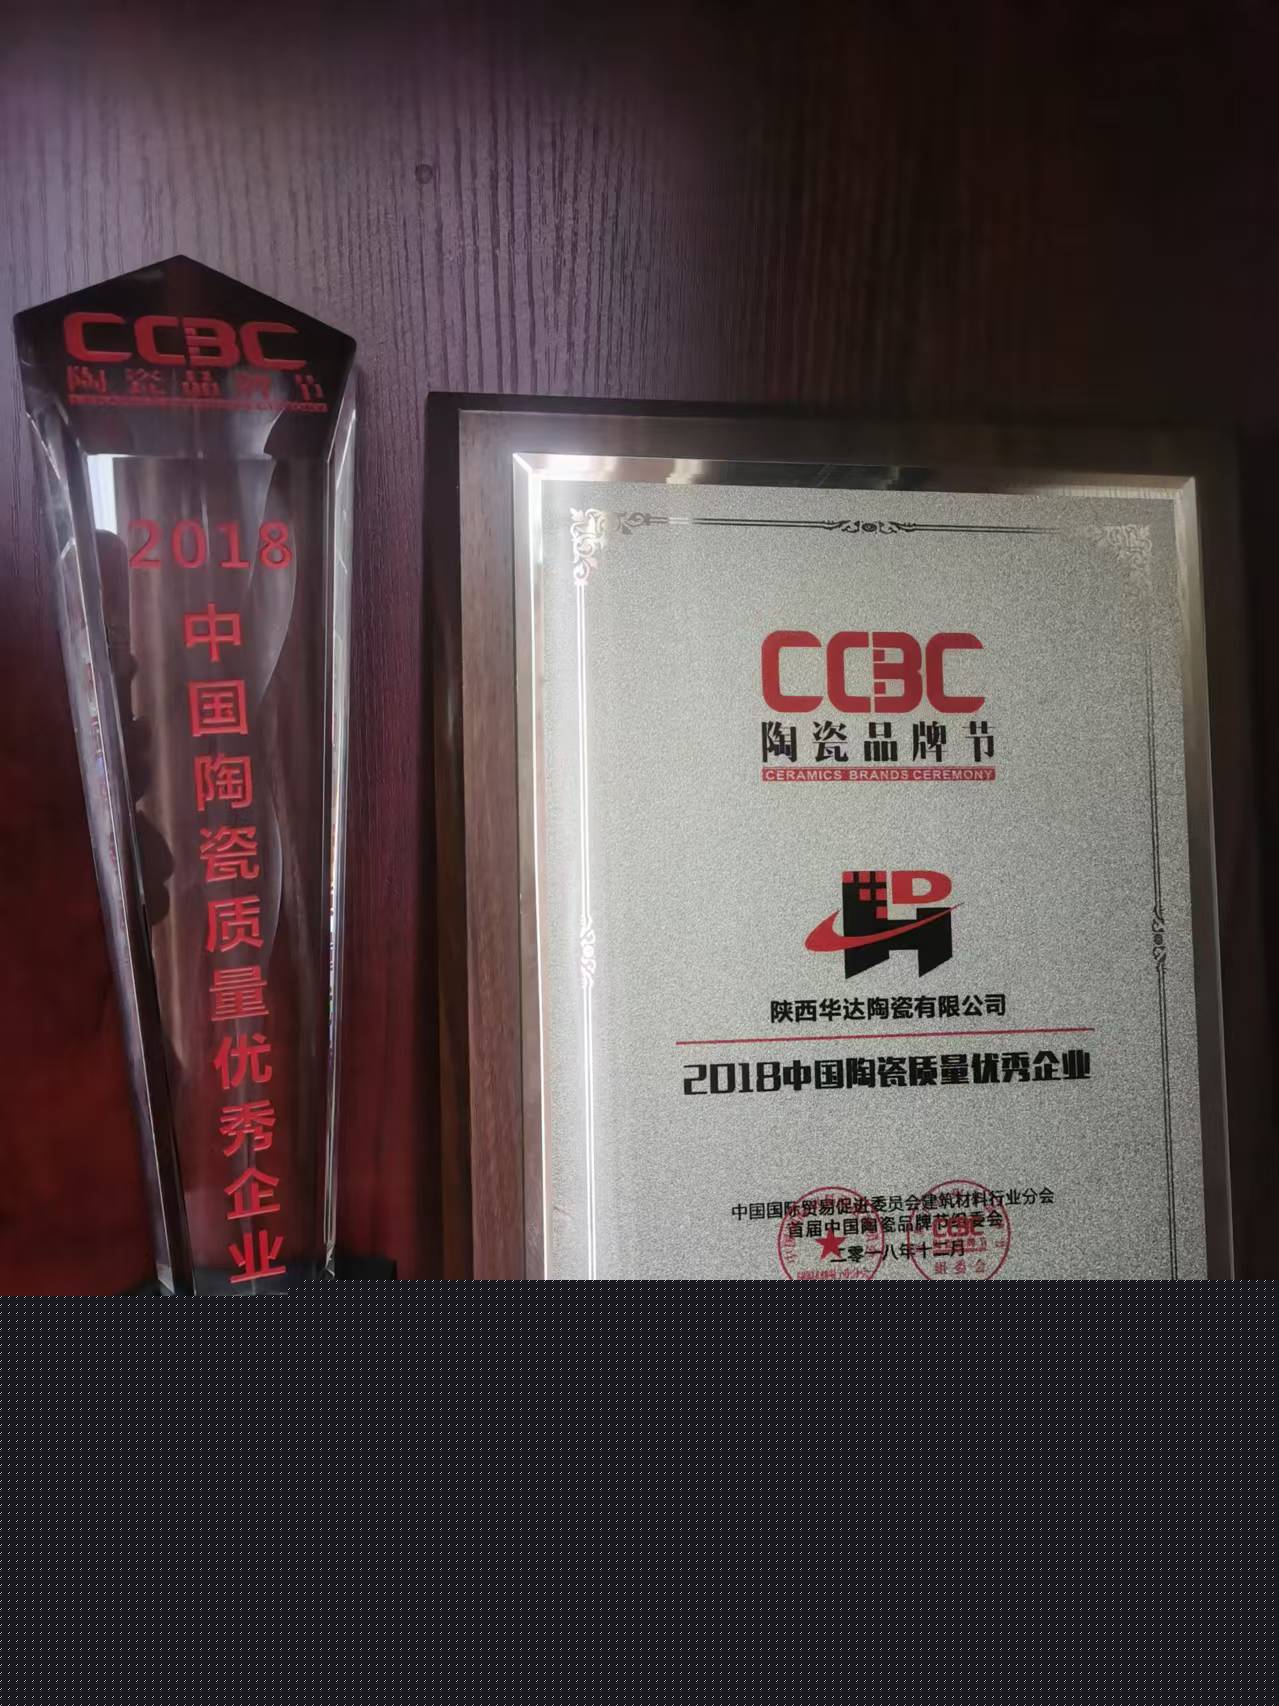 CCBC
陶瓷品牌节
2018
中国陶瓷质量优秀企业
CCBC
陶瓷品牌节
CERAMICS BRANDS CEREMONY
HD
陕西华达陶瓷有限公司
2018中国陶瓷质量优秀企业
中国国际贸易促进委员会建筑材料行业分会
首届中国陶瓷品牌节组委会
二零一八年十二月